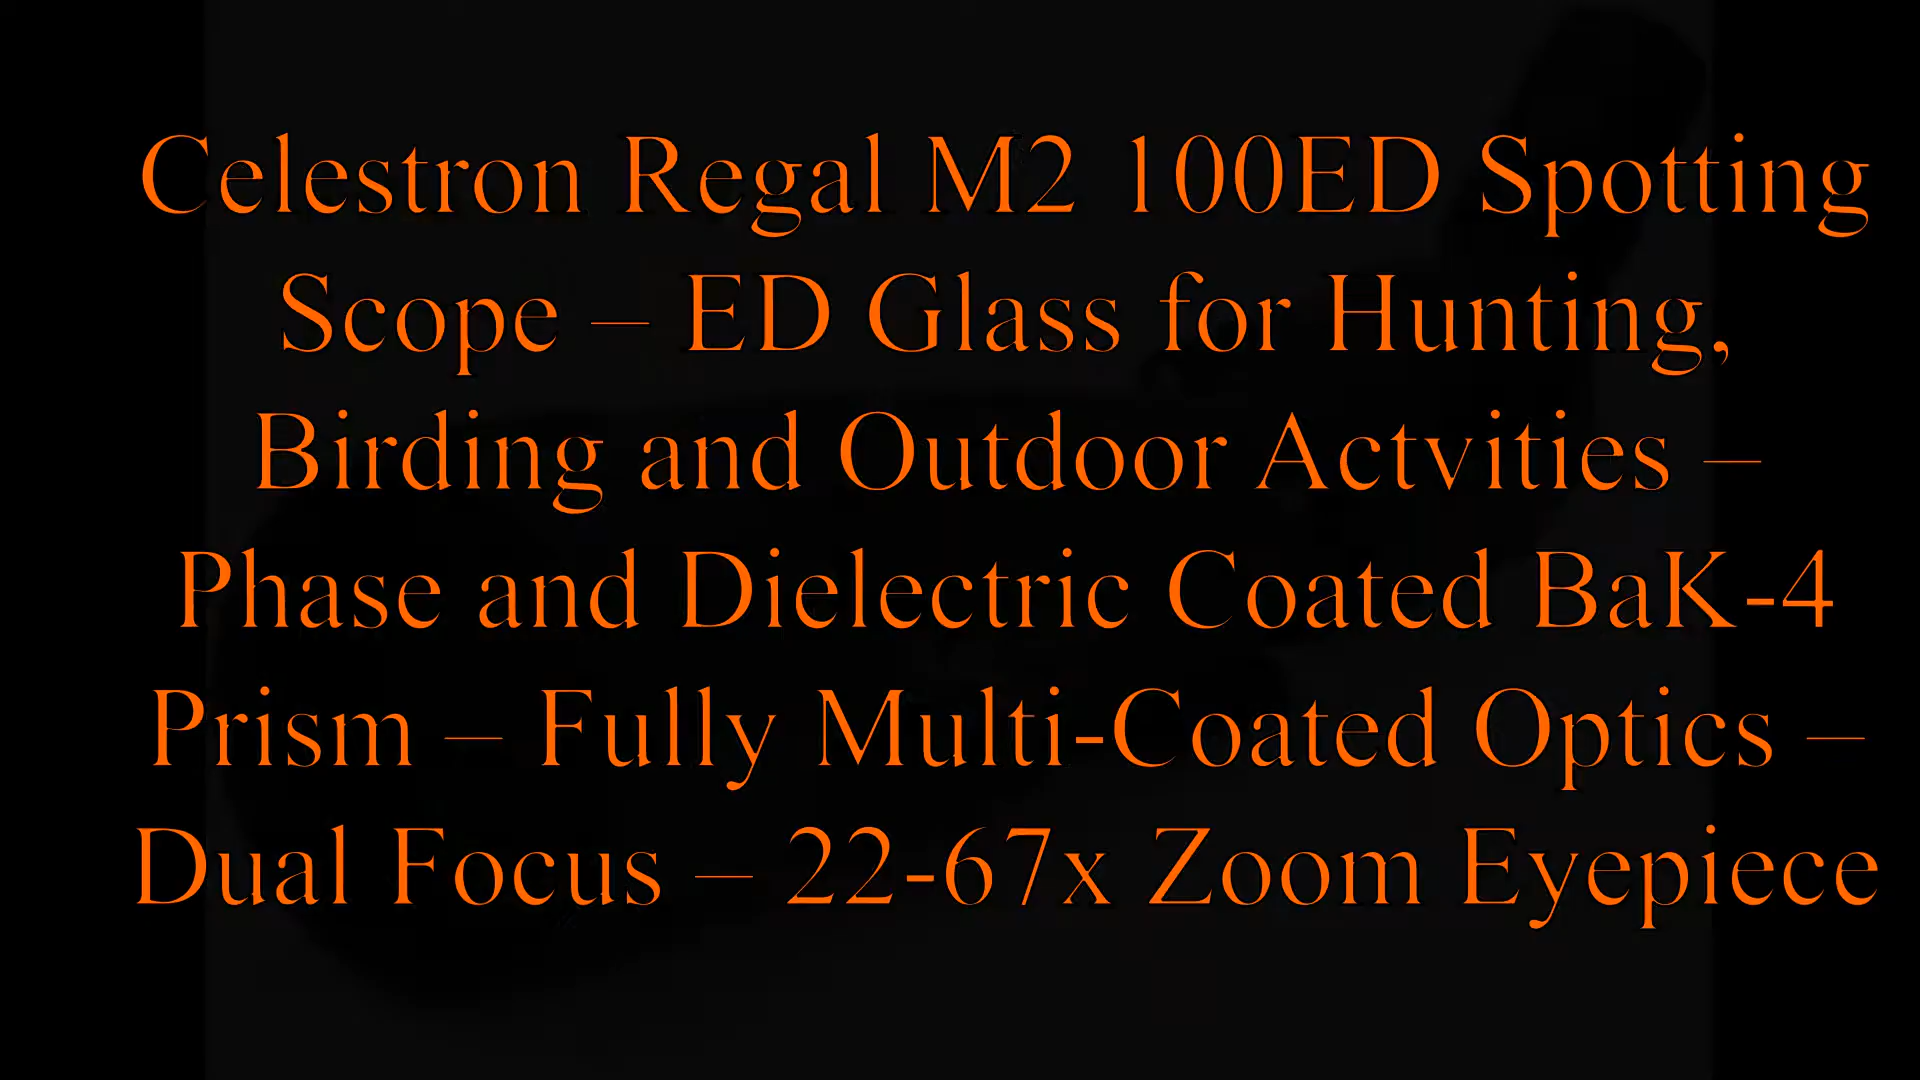 Celestron Regal M2 100ED Spotting
Scope – ED Glass for Hunting,
Birding and Outdoor Actvities –
Phase and Dielectric Coated BaK-4
Prism – Fully Multi-Coated Optics –
Dual Focus – 22-67x Zoom Eyepiece